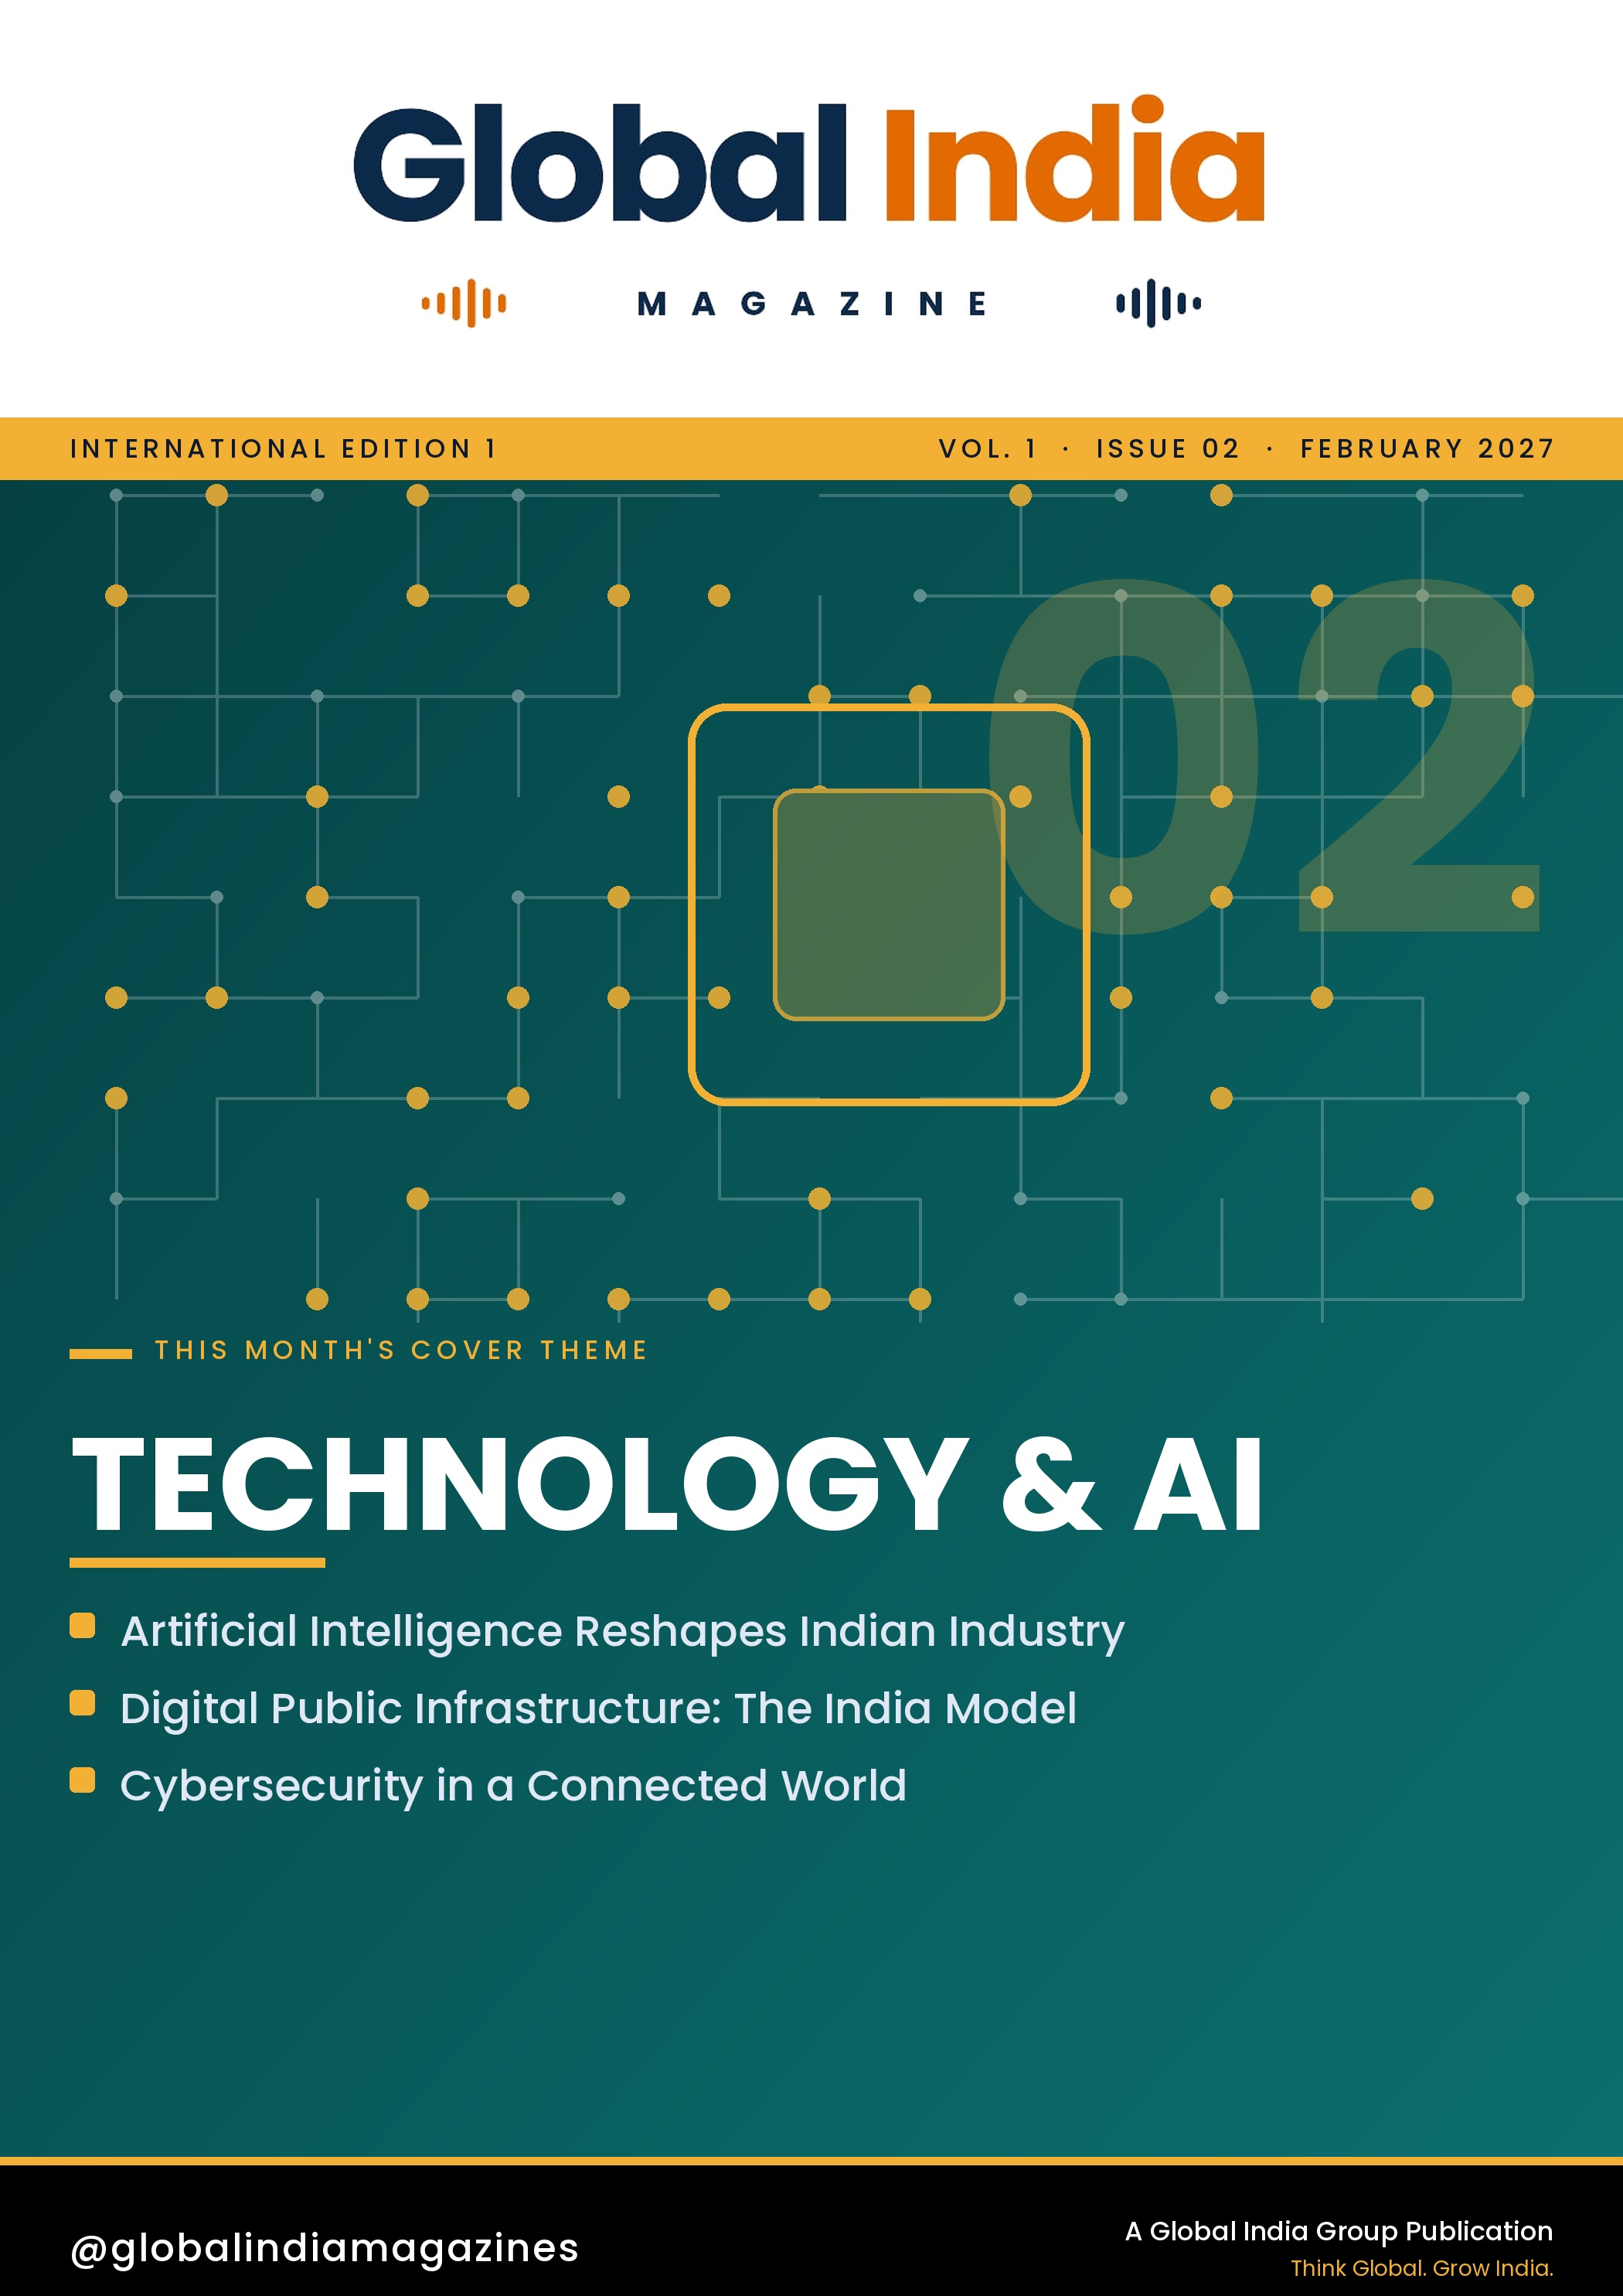 Global India
MAGAZINE
INTERNATIONAL EDITION 1
VOL. 1 · ISSUE 02 · FEBRUARY 2027
02
THIS MONTH'S COVER THEME
TECHNOLOGY & AI
Artificial Intelligence Reshapes Indian Industry
Digital Public Infrastructure: The India Model
Cybersecurity in a Connected World
@globalindiamagazines
A Global India Group Publication
Think Global. Grow India.